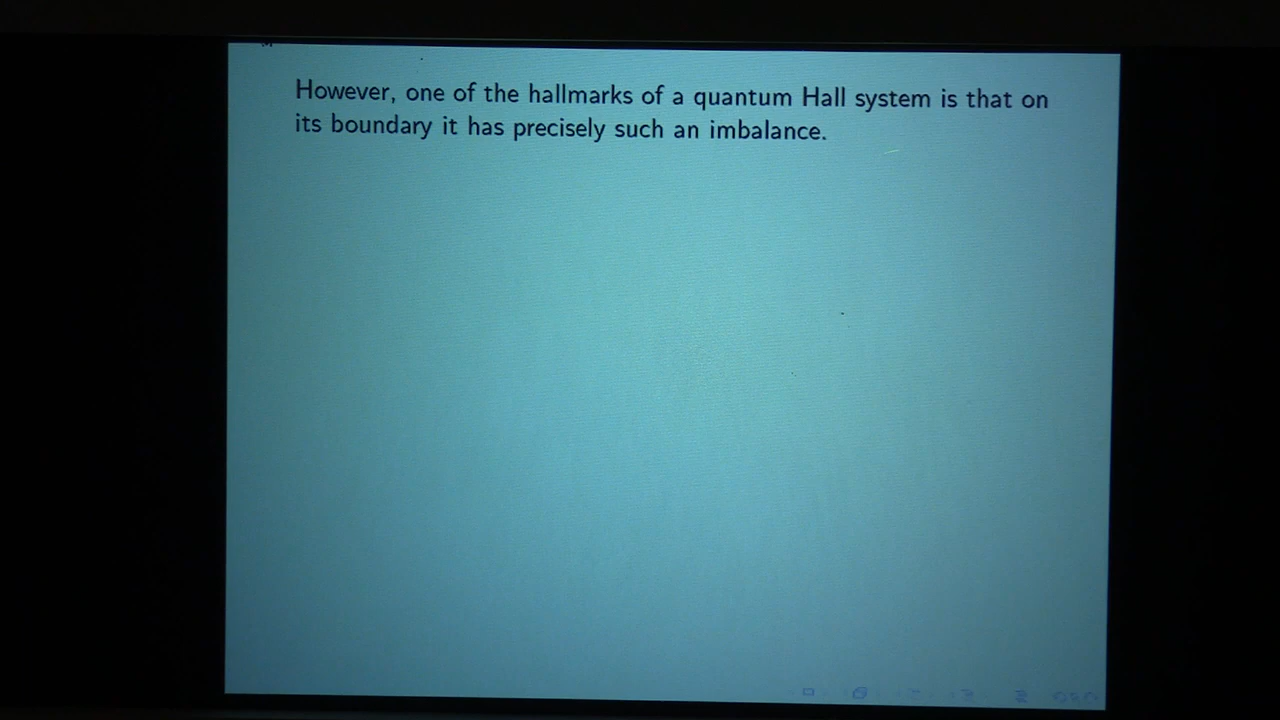 However, one of the hallmarks of a quantum Hall system is that on
its boundary it has precisely such an imbalance.